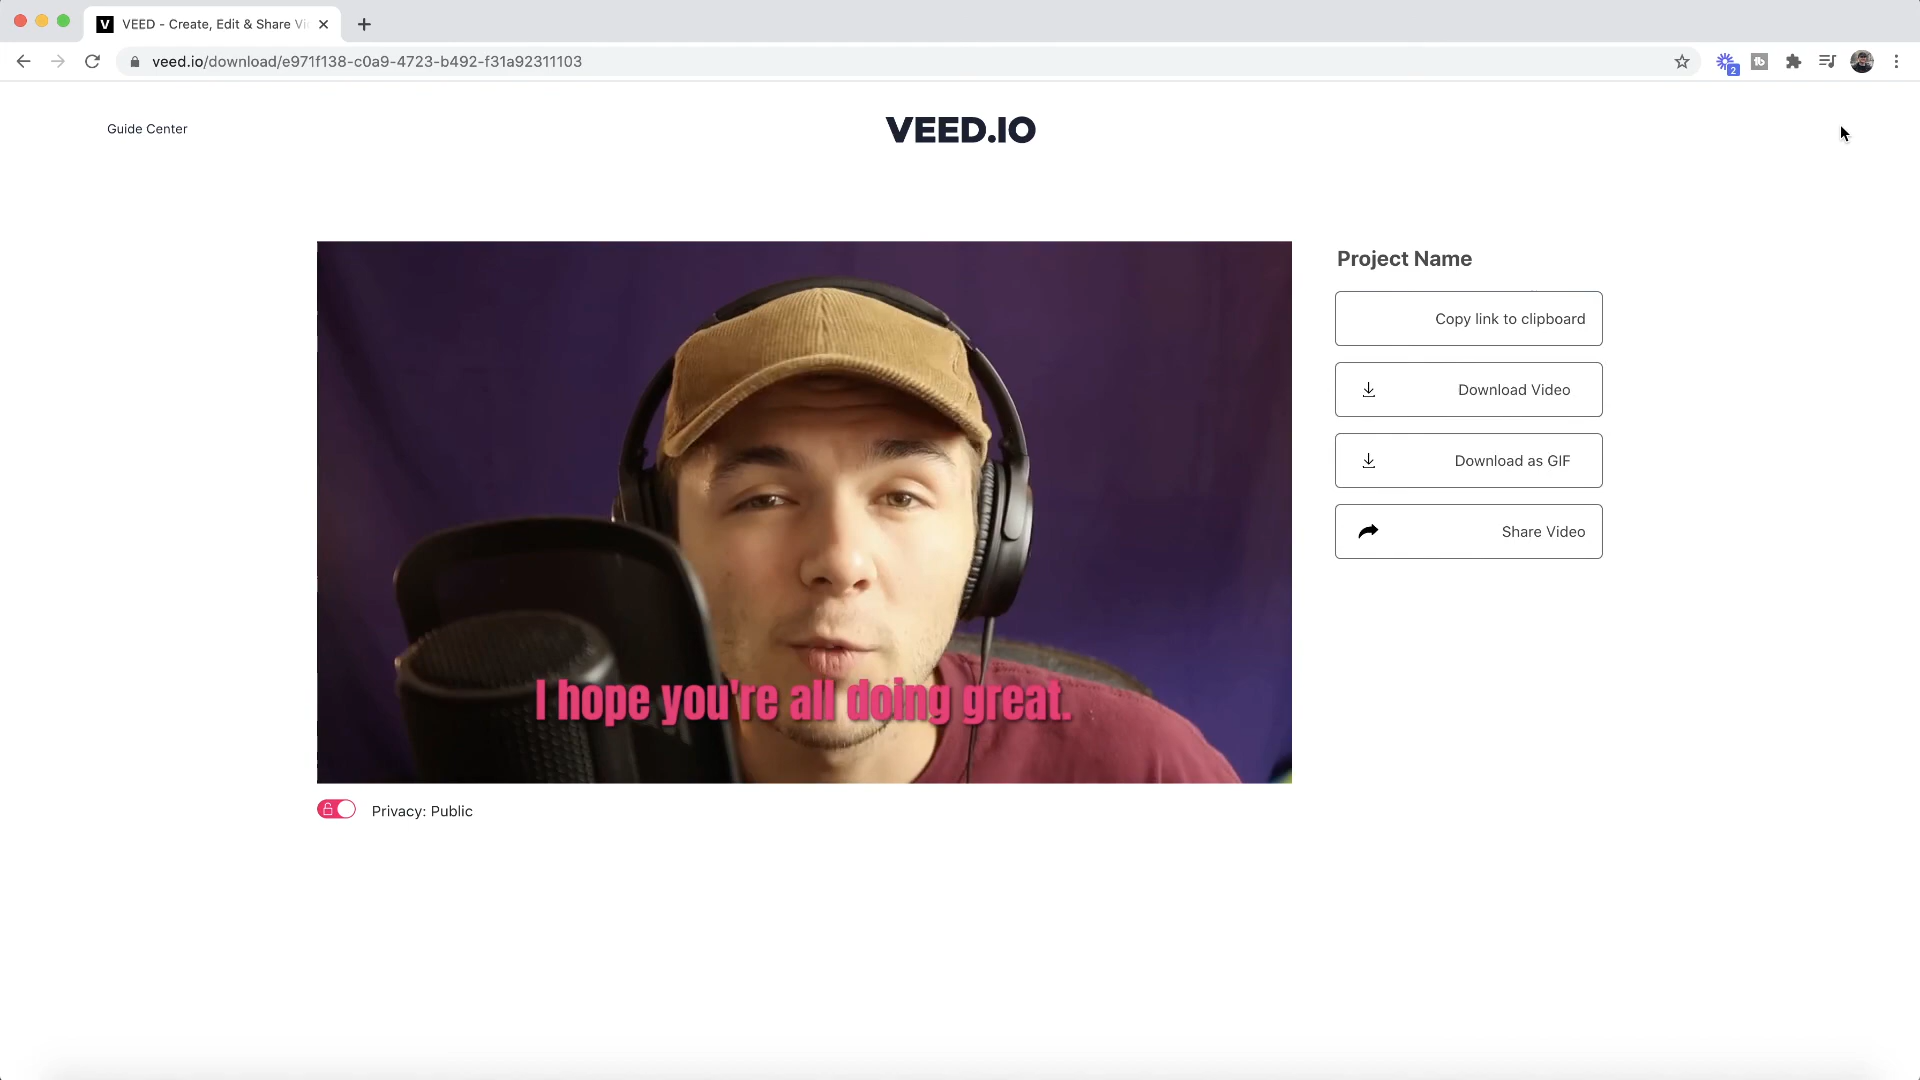 VEED - Create, Edit & Share Vi
veed.io/download/e971f138-c0a9-4723-b492-f31a92311103
2
Guide Center
VEED.IO
Project Name
Copy link to clipboard
Download Video
Download as GIF
Share Video
I hope you're all doing great.
Privacy: Public